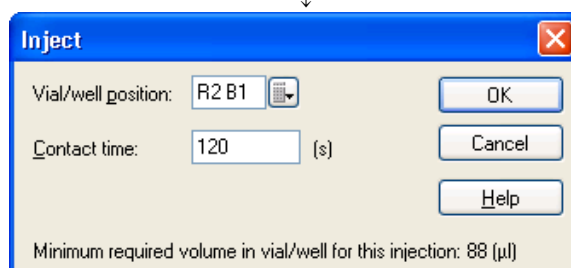 Inject
Vial/well position: R2 B1
OK
Contact time: 120 (s)
Cancel
Help
Minimum required volume in vial/well for this injection: 88 (µl)